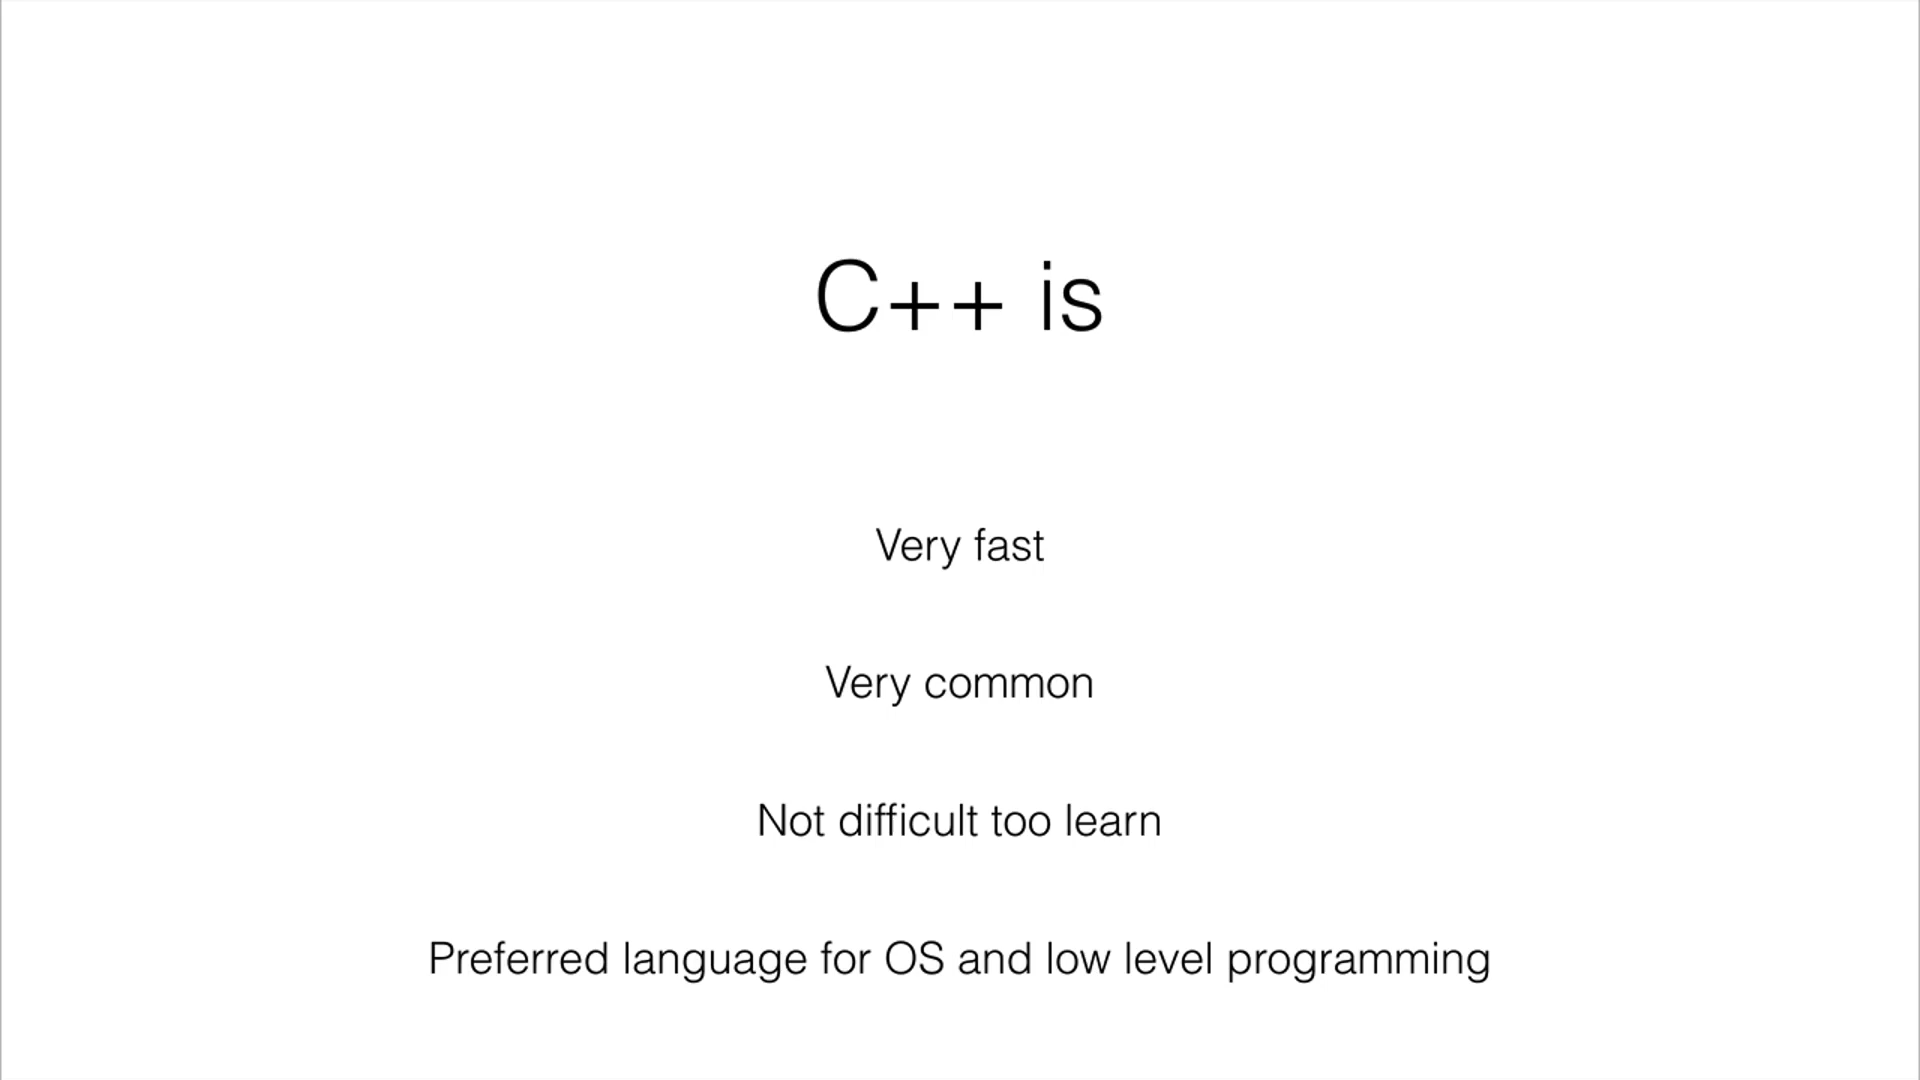 C++ is
Very fast
Very common
Not difficult too learn
Preferred language for OS and low level programming